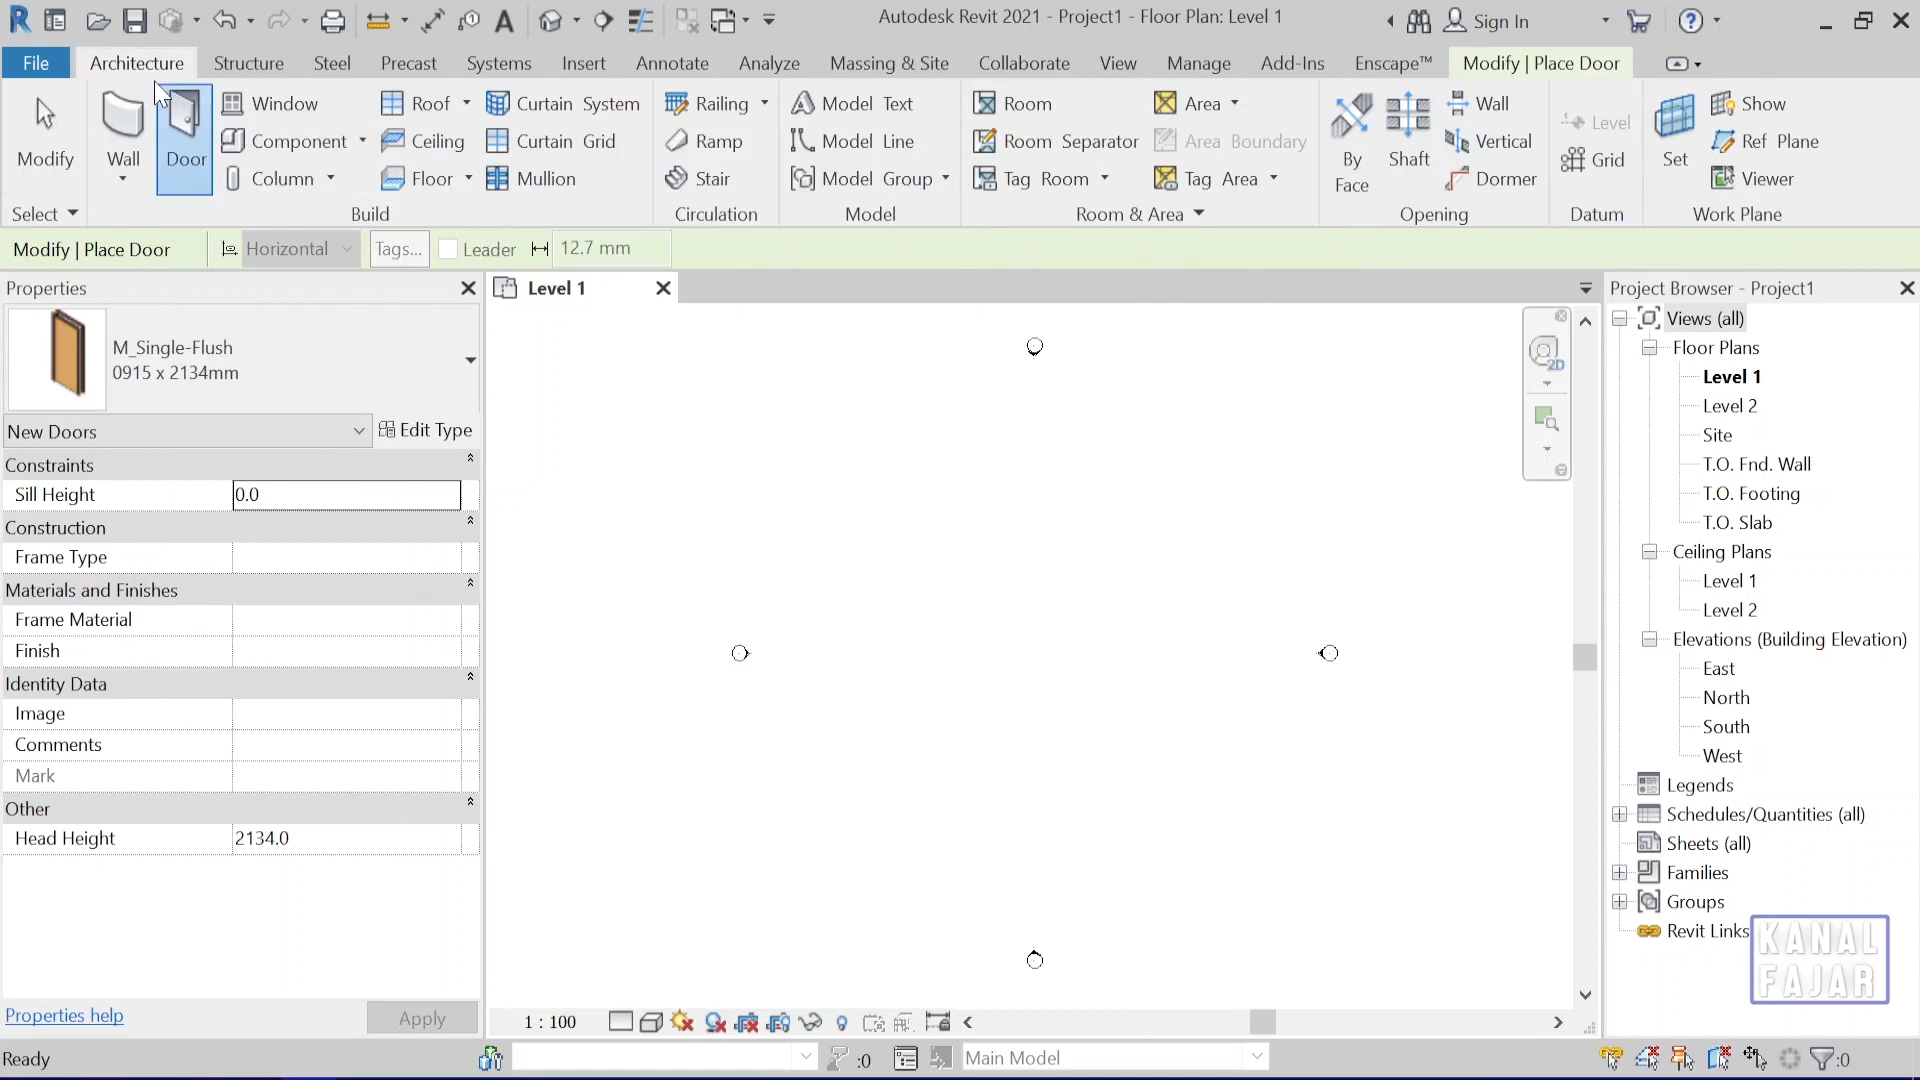 Autodesk Revit 2021 - Project1 - Floor Plan: Level 1
Sign In
File
Architecture
Structure
Steel
Precast
Systems
Insert
Annotate
Analyze
Massing & Site
Collaborate
View
Manage
Add-Ins
Enscape™
Modify | Place Door
Modify
Wall
Door
Window
Component
Column
Roof
Ceiling
Floor
Curtain System
Curtain Grid
Mullion
Railing
Ramp
Stair
Model Text
Model Line
Model Group
Room
Room Separator
Tag Room
Area
Area Boundary
Tag Area
By
Face
Shaft
Wall
Vertical
Dormer
Level
Grid
Set
Show
Ref Plane
Viewer
Select
Build
Circulation
Model
Room & Area
Opening
Datum
Work Plane
Modify | Place Door
Horizontal
Tags...
Leader
12.7 mm
Properties
M_Single-Flush
0915 x 2134mm
New Doors
Edit Type
Constraints
Sill Height
0.0
Construction
Frame Type
Materials and Finishes
Frame Material
Finish
Identity Data
Image
Comments
Mark
Other
Head Height
2134.0
Properties help
Apply
Level 1
2D
1 : 100
Project Browser - Project1
Views (all)
Floor Plans
Level 1
Level 2
Site
T.O. Fnd. Wall
T.O. Footing
T.O. Slab
Ceiling Plans
Level 1
Level 2
Elevations (Building Elevation)
East
North
South
West
Legends
Schedules/Quantities (all)
Sheets (all)
Families
Groups
Revit Links
KANAL
FAJAR
Ready
:0
Main Model
:0